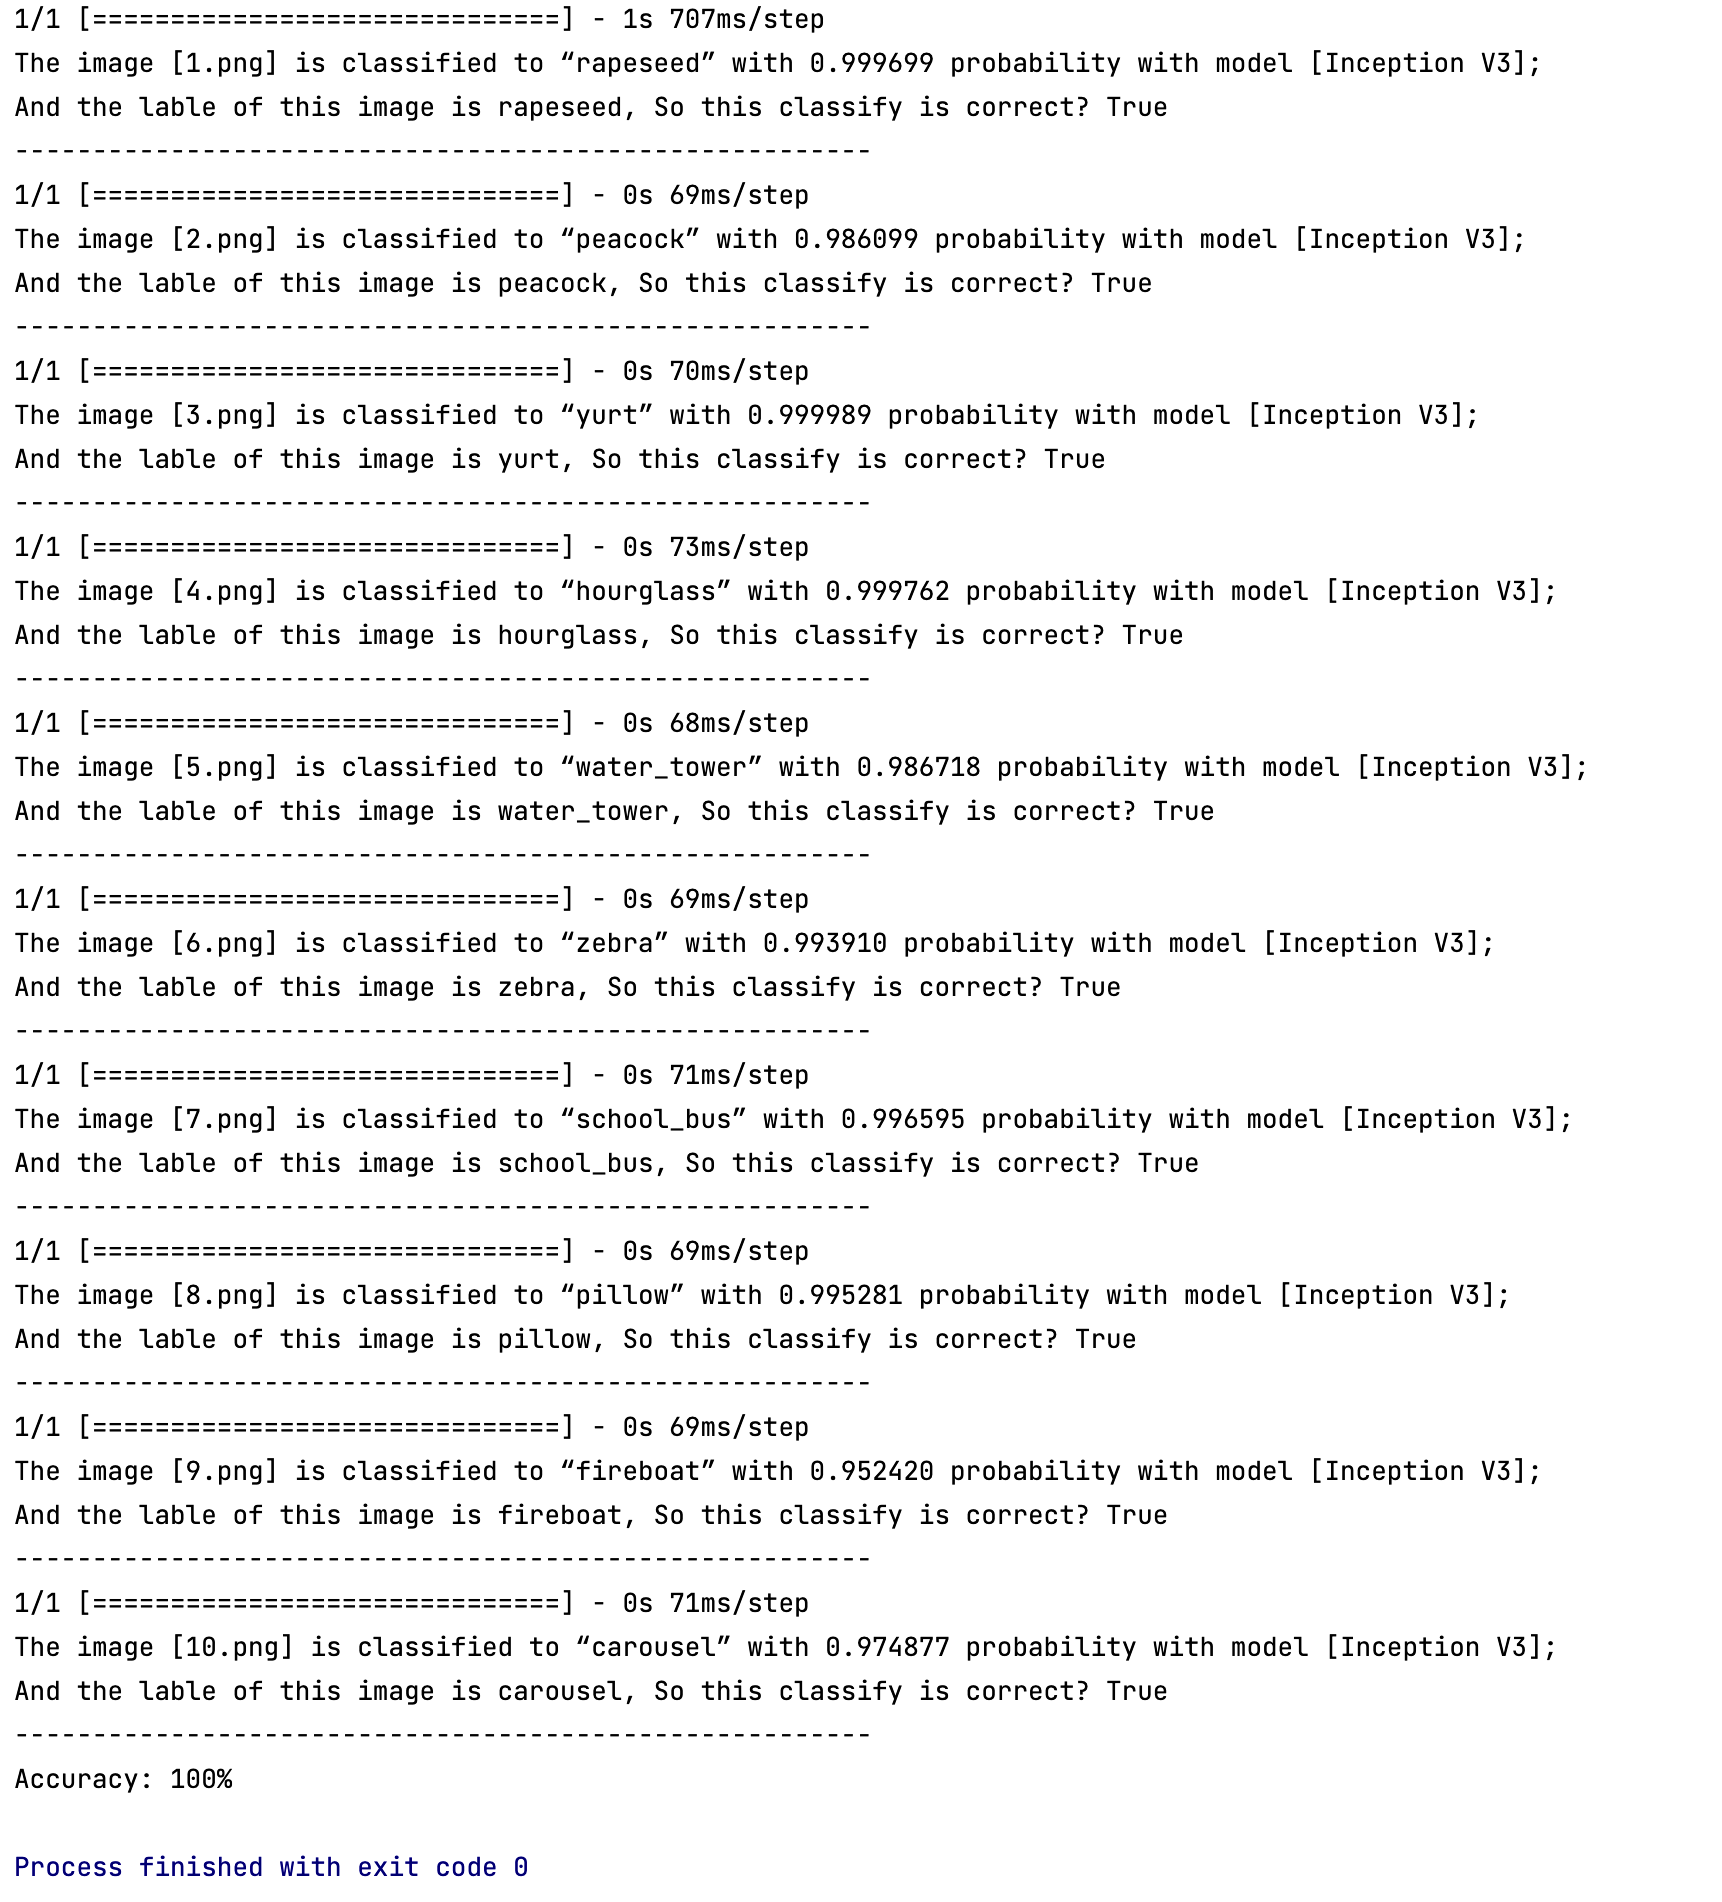 1/1 [==============================] - 1s 707ms/step
The image [1.png] is classified to “rapeseed” with 0.999699 probability with model [Inception V3];
And the lable of this image is rapeseed, So this classify is correct? True
-------------------------------------------------------
1/1 [==============================] - 0s 69ms/step
The image [2.png] is classified to “peacock” with 0.986099 probability with model [Inception V3];
And the lable of this image is peacock, So this classify is correct? True
-------------------------------------------------------
1/1 [==============================] - 0s 70ms/step
The image [3.png] is classified to “yurt” with 0.999989 probability with model [Inception V3];
And the lable of this image is yurt, So this classify is correct? True
-------------------------------------------------------
1/1 [==============================] - 0s 73ms/step
The image [4.png] is classified to “hourglass” with 0.999762 probability with model [Inception V3];
And the lable of this image is hourglass, So this classify is correct? True
-------------------------------------------------------
1/1 [==============================] - 0s 68ms/step
The image [5.png] is classified to “water_tower” with 0.986718 probability with model [Inception V3];
And the lable of this image is water_tower, So this classify is correct? True
-------------------------------------------------------
1/1 [==============================] - 0s 69ms/step
The image [6.png] is classified to “zebra” with 0.993910 probability with model [Inception V3];
And the lable of this image is zebra, So this classify is correct? True
-------------------------------------------------------
1/1 [==============================] - 0s 71ms/step
The image [7.png] is classified to “school_bus” with 0.996595 probability with model [Inception V3];
And the lable of this image is school_bus, So this classify is correct? True
-------------------------------------------------------
1/1 [==============================] - 0s 69ms/step
The image [8.png] is classified to “pillow” with 0.995281 probability with model [Inception V3];
And the lable of this image is pillow, So this classify is correct? True
-------------------------------------------------------
1/1 [==============================] - 0s 69ms/step
The image [9.png] is classified to “fireboat” with 0.952420 probability with model [Inception V3];
And the lable of this image is fireboat, So this classify is correct? True
-------------------------------------------------------
1/1 [==============================] - 0s 71ms/step
The image [10.png] is classified to “carousel” with 0.974877 probability with model [Inception V3];
And the lable of this image is carousel, So this classify is correct? True
-------------------------------------------------------
Accuracy: 100%
Process finished with exit code 0